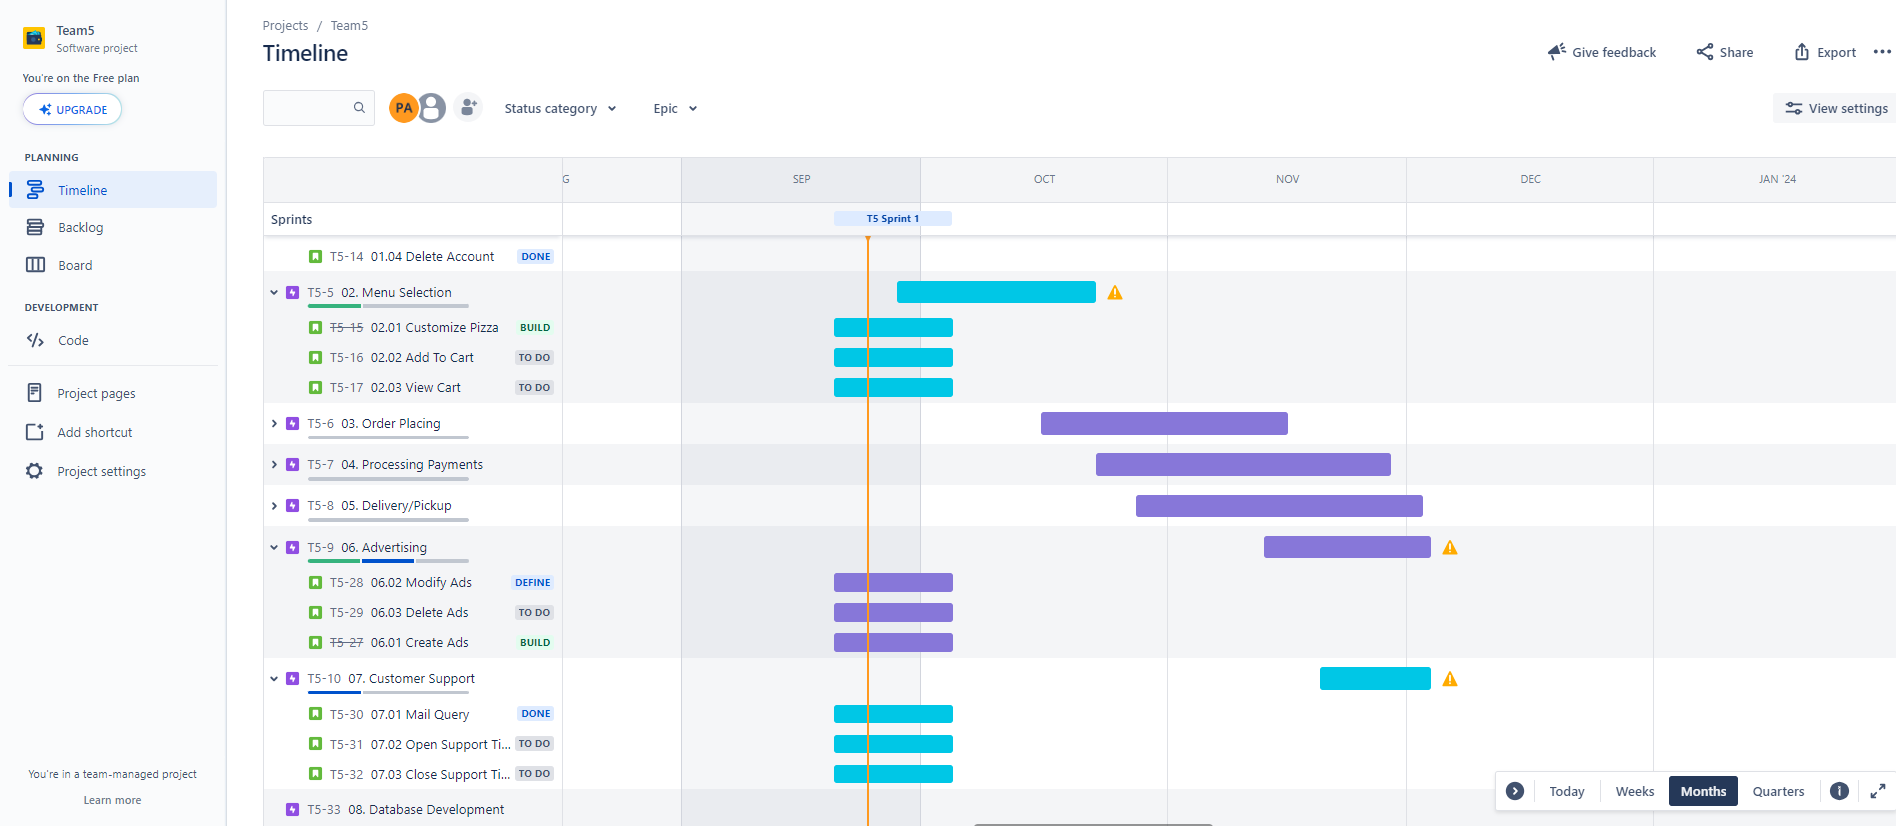 Team5
Software project
You're on the Free plan
UPGRADE
PLANNING
Timeline
Backlog
Board
DEVELOPMENT
Code
Project pages
Add shortcut
Project settings
You're in a team-managed project
Learn more
Projects / Team5
Timeline
Give feedback
Share
Export
PA
Status category
Epic
View settings
G SEP OCT NOV DEC JAN '24
Sprints
T5 Sprint 1
T5-14 01.04 Delete Account DONE
T5-5 02. Menu Selection
T5-15 02.01 Customize Pizza BUILD
T5-16 02.02 Add To Cart TO DO
T5-17 02.03 View Cart TO DO
T5-6 03. Order Placing
T5-7 04. Processing Payments
T5-8 05. Delivery/Pickup
T5-9 06. Advertising
T5-28 06.02 Modify Ads DEFINE
T5-29 06.03 Delete Ads TO DO
T5-27 06.01 Create Ads BUILD
T5-10 07. Customer Support
T5-30 07.01 Mail Query DONE
T5-31 07.02 Open Support Ti... TO DO
T5-32 07.03 Close Support Ti... TO DO
T5-33 08. Database Development
Today Weeks Months Quarters